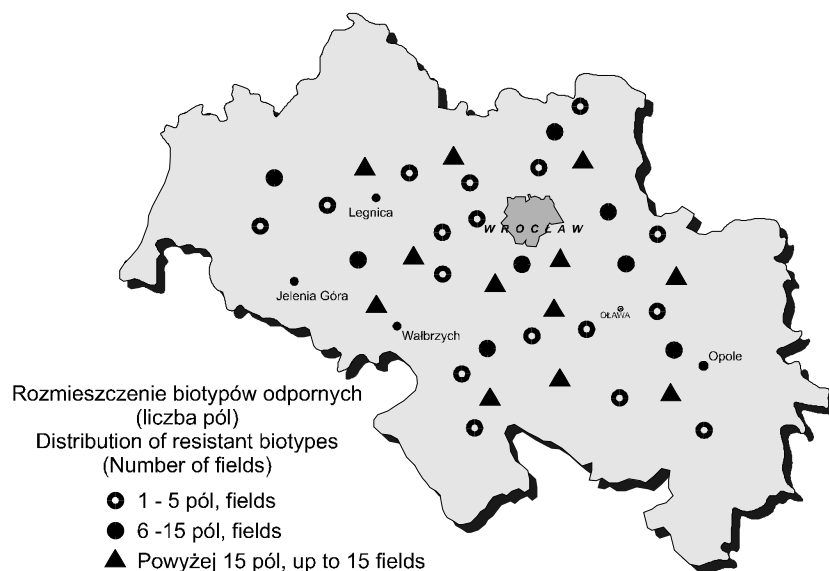 Legnica
WROCŁAW
Jelenia Góra
OŁAWA
Wałbrzych
Opole
Rozmieszczenie biotypów odpornych
(liczba pól)
Distribution of resistant biotypes
(Number of fields)
1 - 5 pól, fields
6 -15 pól, fields
Powyżej 15 pól, up to 15 fields